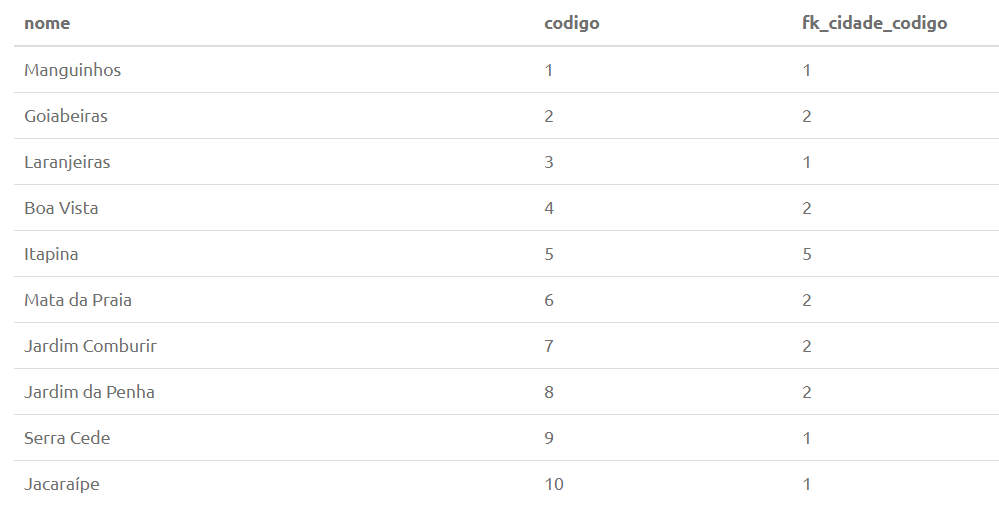 nome codigo fk_cidade_codigo
Manguinhos 1 1
Goiabeiras 2 2
Laranjeiras 3 1
Boa Vista 4 2
Itapina 5 5
Mata da Praia 6 2
Jardim Comburir 7 2
Jardim da Penha 8 2
Serra Cede 9 1
Jacaraípe 10 1